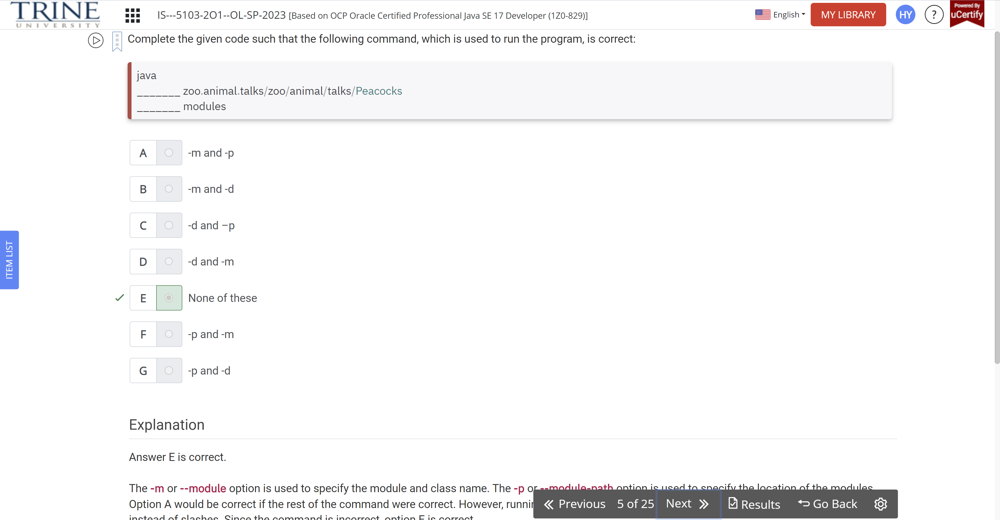 TRINE
UNIVERSITY
IS---5103-2O1--OL-SP-2023 [Based on OCP Oracle Certified Professional Java SE 17 Developer (1Z0-829)]
English
MY LIBRARY
HY
?
Powered By
uCertify
Complete the given code such that the following command, which is used to run the program, is correct:
java
_______ zoo.animal.talks/zoo/animal/talks/Peacocks
_______ modules
A -m and -p
B -m and -d
C -d and –p
D -d and -m
ITEM LIST
E None of these
F -p and -m
G -p and -d
Explanation
Answer E is correct.
The -m or --module option is used to specify the module and class name. The -p or --module-path option is used to specify the location of the modules.
Option A would be correct if the rest of the command were correct. However, runnin
instead of slashes. Since the command is incorrect, option E is correct.
Previous 5 of 25 Next Results Go Back